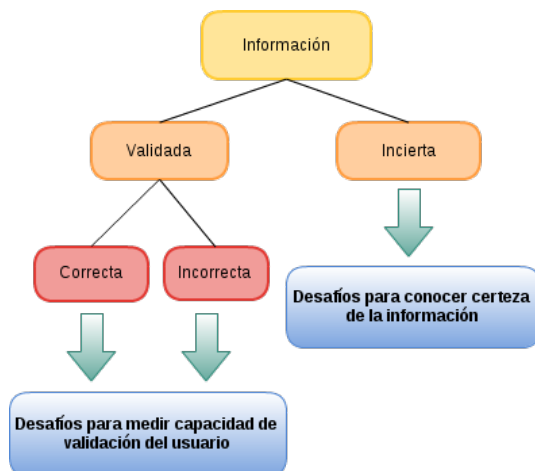 Información
Validada
Incierta
Correcta
Incorrecta
Desafíos para conocer certeza
de la información
Desafíos para medir capacidad de
validación del usuario